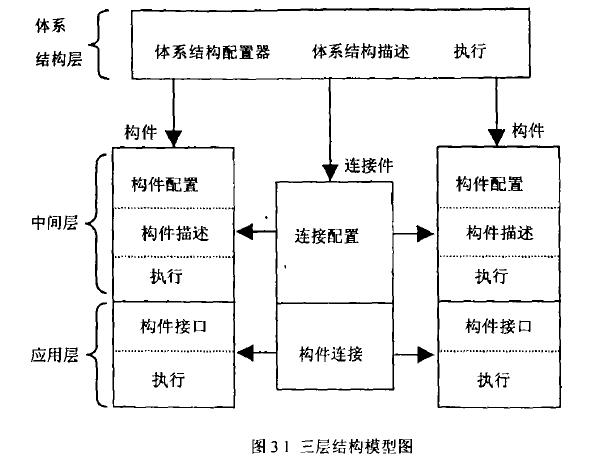 体系
结构层
体系结构配置器 体系结构描述 执行
构件 连接件 构件
中间层
构件配置
构件描述
执行
连接配置
构件配置
构件描述
执行
应用层
构件接口
执行
构件连接
构件接口
执行
图31 三层结构模型图